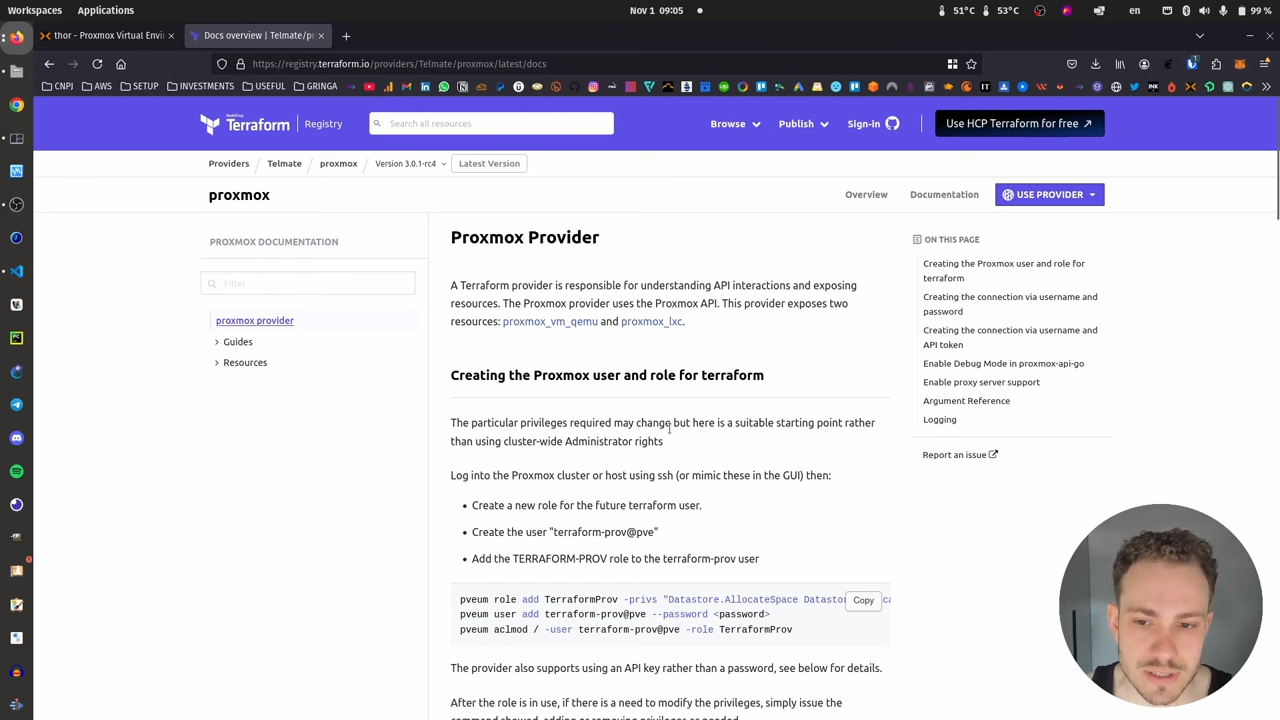 Workspaces Applications Nov 1 09:05 51°C 53°C en 99 %
thor - Proxmox Virtual Envi Docs overview | Telmate/pr
https://registry.terraform.io/providers/Telmate/proxmox/latest/docs
CNPJ AWS SETUP INVESTMENTS USEFUL GRINGA
HashiCorp
Terraform Registry Search all resources Browse Publish Sign-in Use HCP Terraform for free
Providers / Telmate / proxmox / Version 3.0.1-rc4 Latest Version
proxmox Overview Documentation USE PROVIDER
PROXMOX DOCUMENTATION
Filter
proxmox provider
Guides
Resources
Proxmox Provider
A Terraform provider is responsible for understanding API interactions and exposing
resources. The Proxmox provider uses the Proxmox API. This provider exposes two
resources: proxmox_vm_qemu and proxmox_lxc.
Creating the Proxmox user and role for terraform
The particular privileges required may change but here is a suitable starting point rather
than using cluster-wide Administrator rights
Log into the Proxmox cluster or host using ssh (or mimic these in the GUI) then:
• Create a new role for the future terraform user.
• Create the user "terraform-prov@pve"
• Add the TERRAFORM-PROV role to the terraform-prov user
pveum role add TerraformProv -privs "Datastore.AllocateSpace Datastor
Copy
pveum user add terraform-prov@pve --password <password>
pveum aclmod / -user terraform-prov@pve -role TerraformProv
The provider also supports using an API key rather than a password, see below for details.
After the role is in use, if there is a need to modify the privileges, simply issue the
command showed, adding or removing privileges as needed.
ON THIS PAGE
Creating the Proxmox user and role for
terraform
Creating the connection via username and
password
Creating the connection via username and
API token
Enable Debug Mode in proxmox-api-go
Enable proxy server support
Argument Reference
Logging
Report an issue